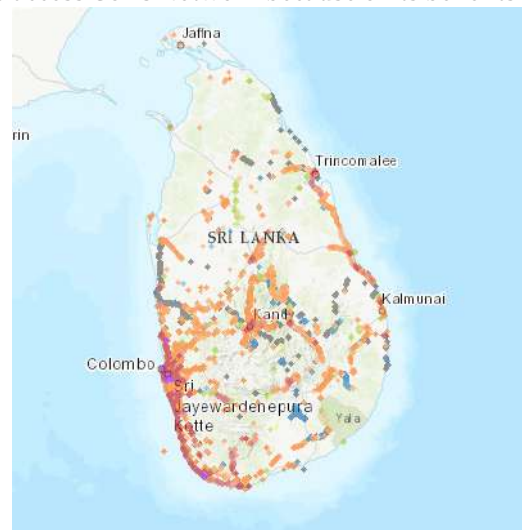 Jaffna
rin
Trincomalee
SRI LANKA
Kalmunai
Kand
Colombo
Sri
Jayewardenepura
Kotte
Yala